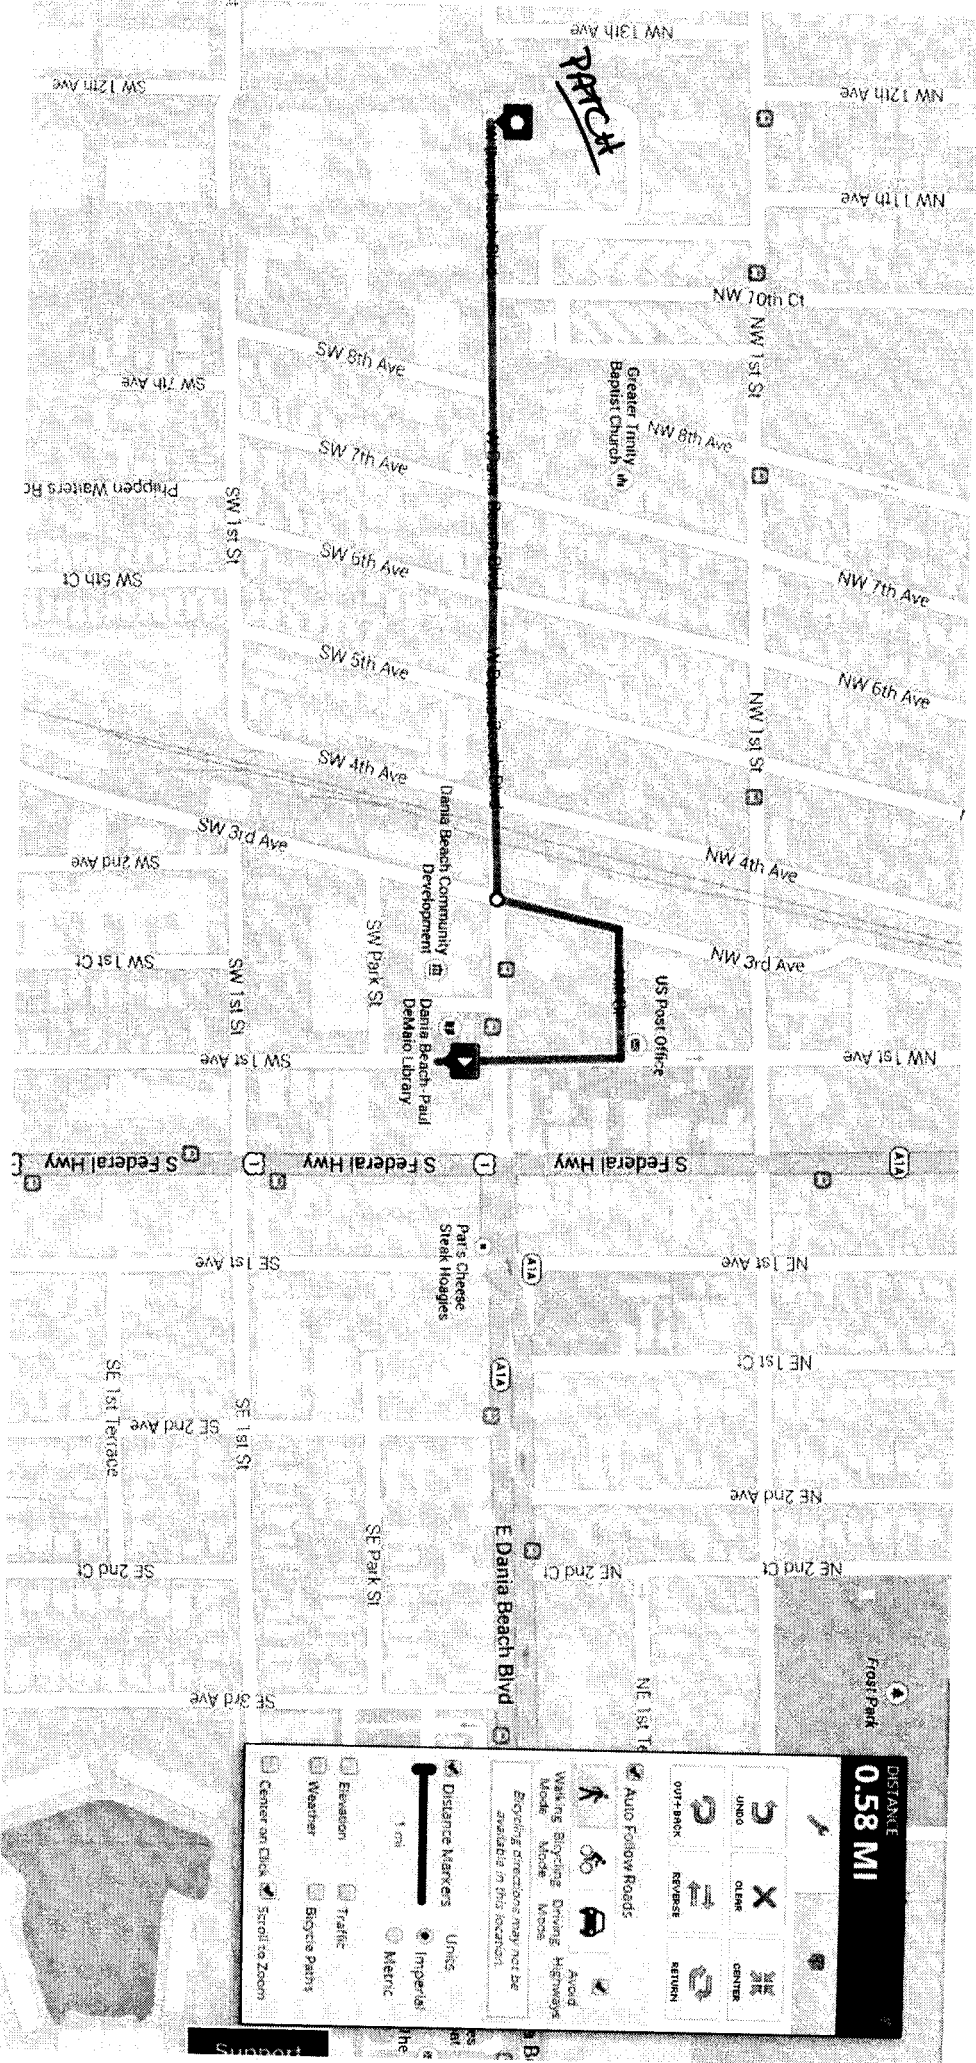 PATCH
NW 13th Ave
SW 12th Ave
NW 12th Ave
NW 11th Ave
NW 10th Ct
NW 1st St
SW 8th Ave
NW 8th Ave
Greater Trinity
Baptist Church
SW 7th Ave
SW 7th Ave
NW 7th Ave
Phippen Waiters Rd
SW 1st St
SW 6th Ave
NW 6th Ave
SW 5th Ave
NW 1st St
SW 4th Ave
NW 4th Ave
SW 3rd Ave
NW 3rd Ave
SW 2nd Ave
Dania Beach Community
Development
SW Park St
SW 1st Ct
SW 1st St
US Post Office
Dania Beach-Paul
DeMaio Library
SW 1st Ave
NW 1st Ave
S Federal Hwy
S Federal Hwy
S Federal Hwy
1
1
A1A
Pat's Cheese
Steak Hoagies
A1A
SE 1st Ave
NE 1st Ave
A1A
NE 1st Ct
SE 1st Terrace
SE 2nd Ave
SE 1st St
NE 2nd Ave
SE Park St
E Dania Beach Blvd
SE 2nd Ct
NE 2nd Ct
NE 2nd Ct
Frost Park
SE 3rd Ave
NE 1st Te
DISTANCE
0.58 MI
UNDO
CLEAR
CENTER
OUT+BACK
REVERSE
RETURN
Auto Follow Roads
Walking Mode
Bicycling Mode
Driving Mode
Avoid Highways
Bicycling directions may not be
available in this location.
Distance Markers
Units
1 mi
Imperial
Metric
Elevation
Traffic
Weather
Bicycle Paths
Center on Click
Scroll to Zoom
Support